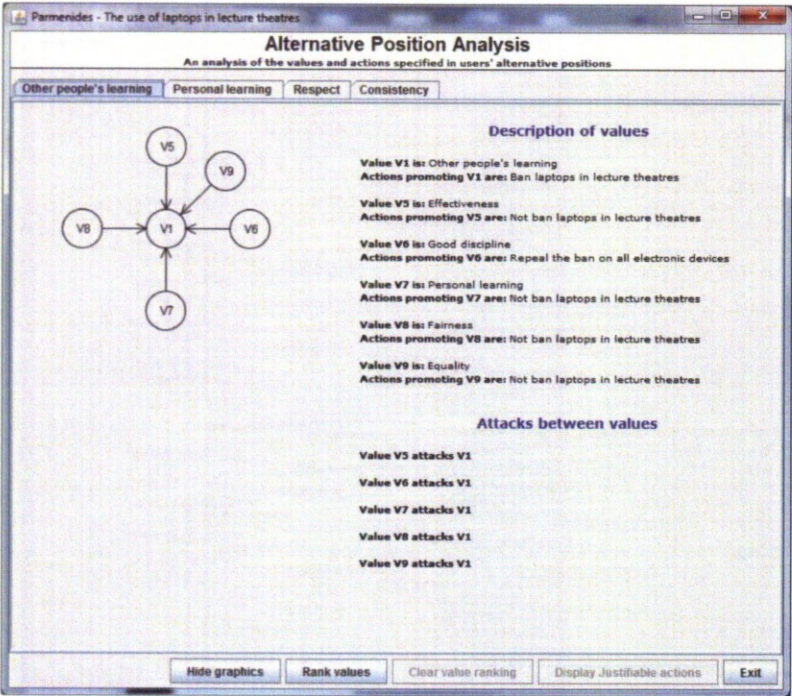 Parmenides - The use of laptops in lecture theatres
Alternative Position Analysis
An analysis of the values and actions specified in users' alternative positions
Other people's learning Personal learning Respect Consistency
V5
V9
V8 V1 V6
V7
Description of values
Value V1 is: Other people's learning
Actions promoting V1 are: Ban laptops in lecture theatres
Value V5 is: Effectiveness
Actions promoting V5 are: Not ban laptops in lecture theatres
Value V6 is: Good discipline
Actions promoting V6 are: Repeal the ban on all electronic devices
Value V7 is: Personal learning
Actions promoting V7 are: Not ban laptops in lecture theatres
Value V8 is: Fairness
Actions promoting V8 are: Not ban laptops in lecture theatres
Value V9 is: Equality
Actions promoting V9 are: Not ban laptops in lecture theatres
Attacks between values
Value V5 attacks V1
Value V6 attacks V1
Value V7 attacks V1
Value V8 attacks V1
Value V9 attacks V1
Hide graphics Rank values Clear value ranking Display Justifiable actions Exit